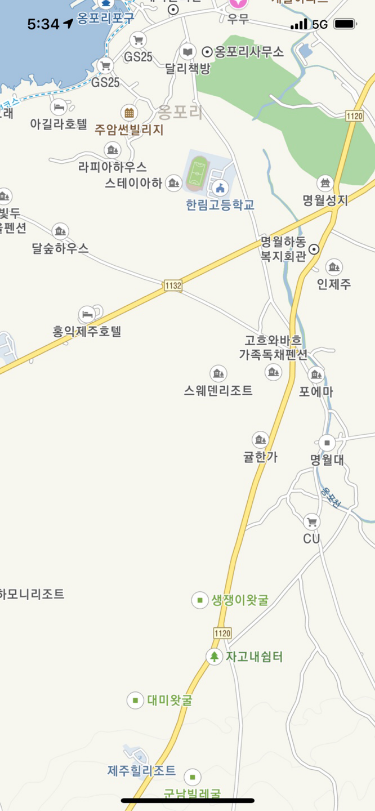 5:34
5G
옹포리포구
우무
GS25
달리책방
옹포리사무소
GS25
1120
아길라호텔
주암썬빌리지
옹포리
라피아하우스
스테이아하
한림고등학교
명월성지
달숲하우스
명월하동
복지회관
인제주
1132
홍익제주호텔
고흐와바흐
가족독채펜션
스웨덴리조트
포에마
귤한가
명월대
옹포천
CU
하모니리조트
생쟁이왓굴
1120
자고내쉼터
대미왓굴
제주힐리조트
군남빌레굴